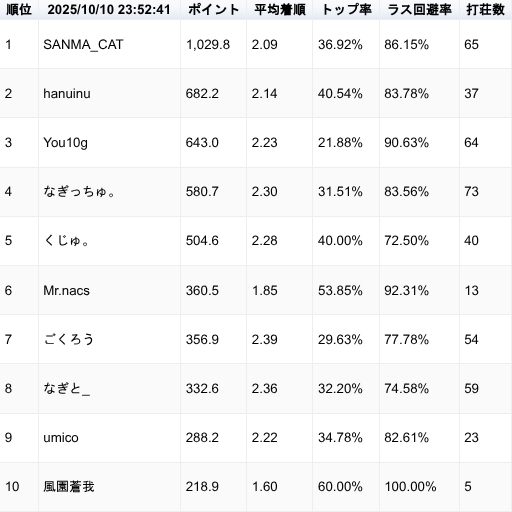 順位 2025/10/10 23:52:41 ポイント 平均着順 トップ率 ラス回避率 打荘数
1 SANMA_CAT 1,029.8 2.09 36.92% 86.15% 65
2 hanuinu 682.2 2.14 40.54% 83.78% 37
3 You10g 643.0 2.23 21.88% 90.63% 64
4 なぎっちゅ。 580.7 2.30 31.51% 83.56% 73
5 くじゅ。 504.6 2.28 40.00% 72.50% 40
6 Mr.nacs 360.5 1.85 53.85% 92.31% 13
7 ごくろう 356.9 2.39 29.63% 77.78% 54
8 なぎと_ 332.6 2.36 32.20% 74.58% 59
9 umico 288.2 2.22 34.78% 82.61% 23
10 風園蒼我 218.9 1.60 60.00% 100.00% 5